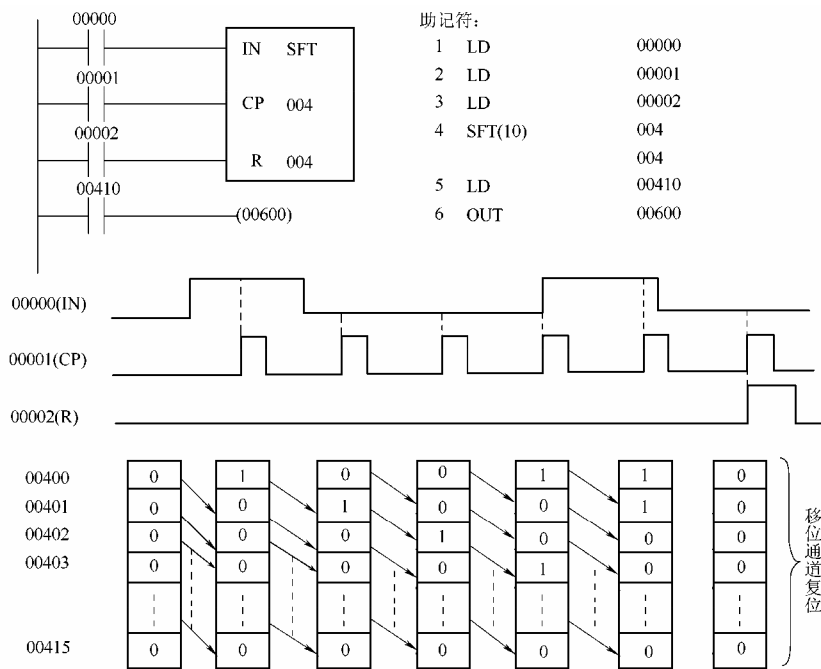 00000
IN SFT
00001
CP 004
00002
R 004
00410
(00600)
助记符：
1 LD 00000
2 LD 00001
3 LD 00002
4 SFT(10) 004
004
5 LD 00410
6 OUT 00600
00000(IN)
00001(CP)
00002(R)
00400 0 1 0 0 1 1 0
00401 0 0 1 0 0 1 0
00402 0 0 0 1 0 0 0
00403 0 0 0 0 1 0 0
00415 0 0 0 0 0 0 0
移位通道复位